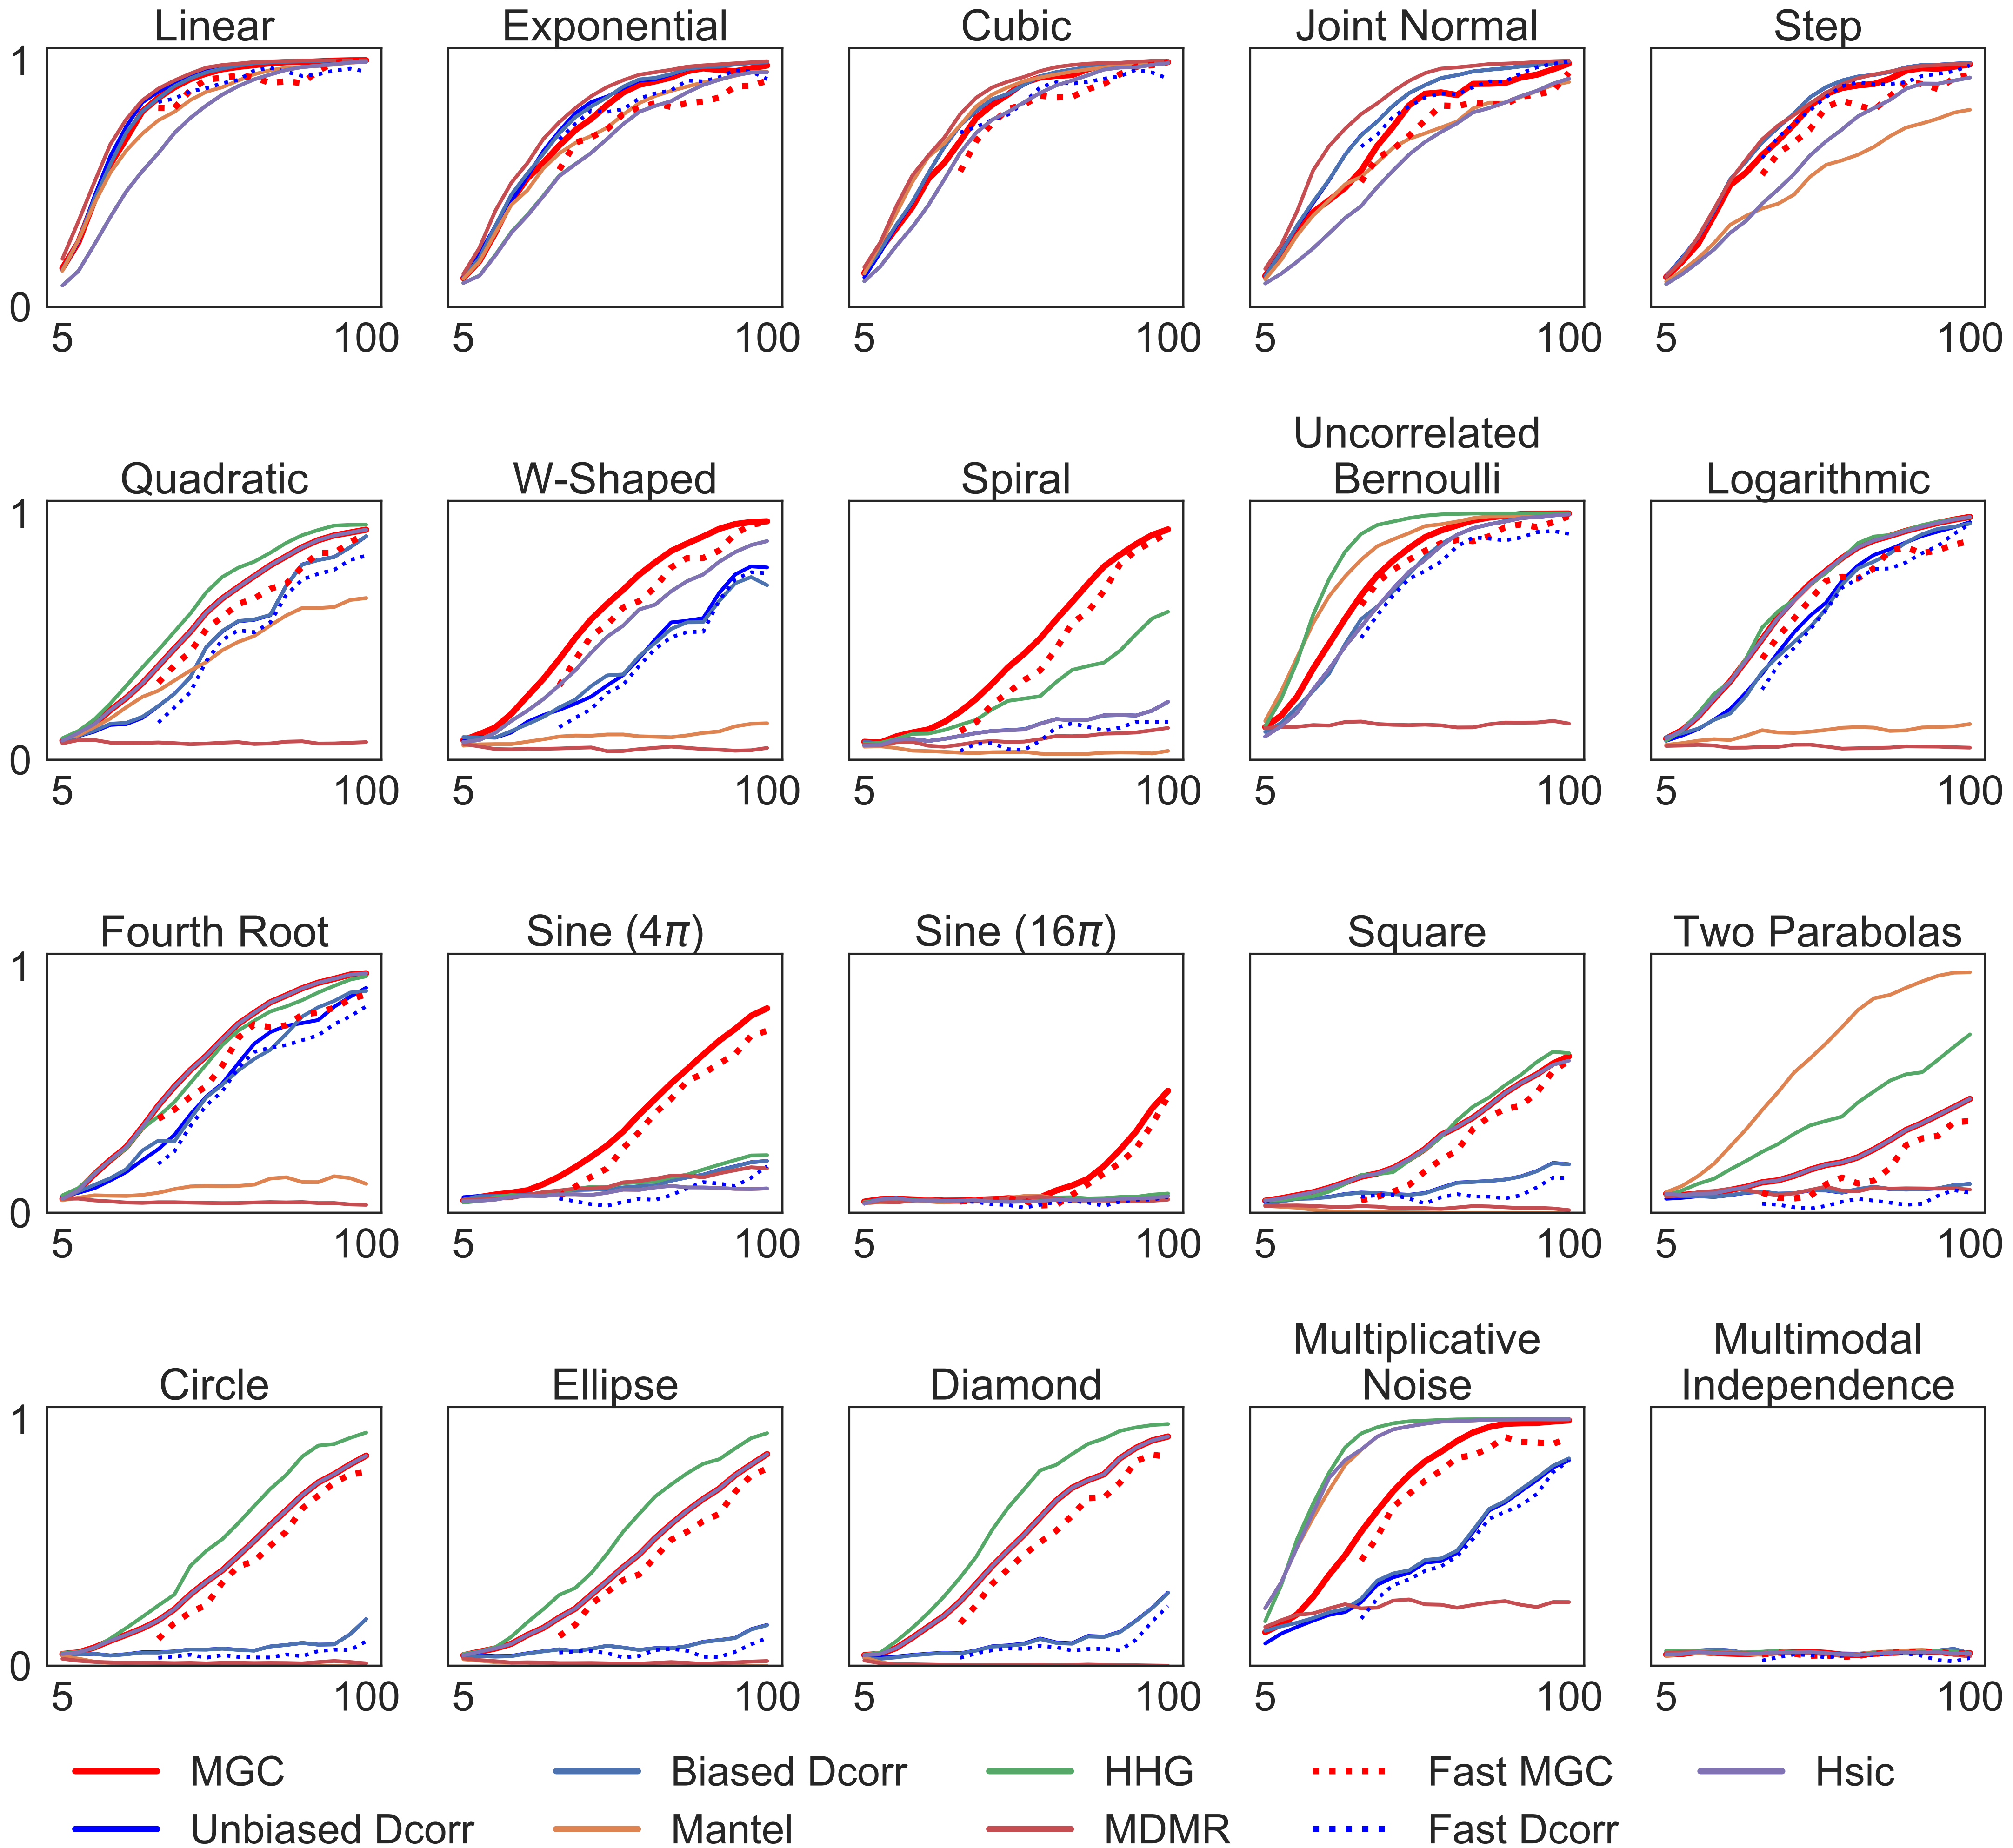 Linear Exponential Cubic Joint Normal Step
1
0
5 100 5 100 5 100 5 100 5 100
Uncorrelated
Quadratic W-Shaped Spiral Bernoulli Logarithmic
1
0
5 100 5 100 5 100 5 100 5 100
Fourth Root Sine (4π) Sine (16π) Square Two Parabolas
1
0
5 100 5 100 5 100 5 100 5 100
Multiplicative Multimodal
Circle Ellipse Diamond Noise Independence
1
0
5 100 5 100 5 100 5 100 5 100
MGC Biased Dcorr HHG Fast MGC Hsic
Unbiased Dcorr Mantel MDMR Fast Dcorr